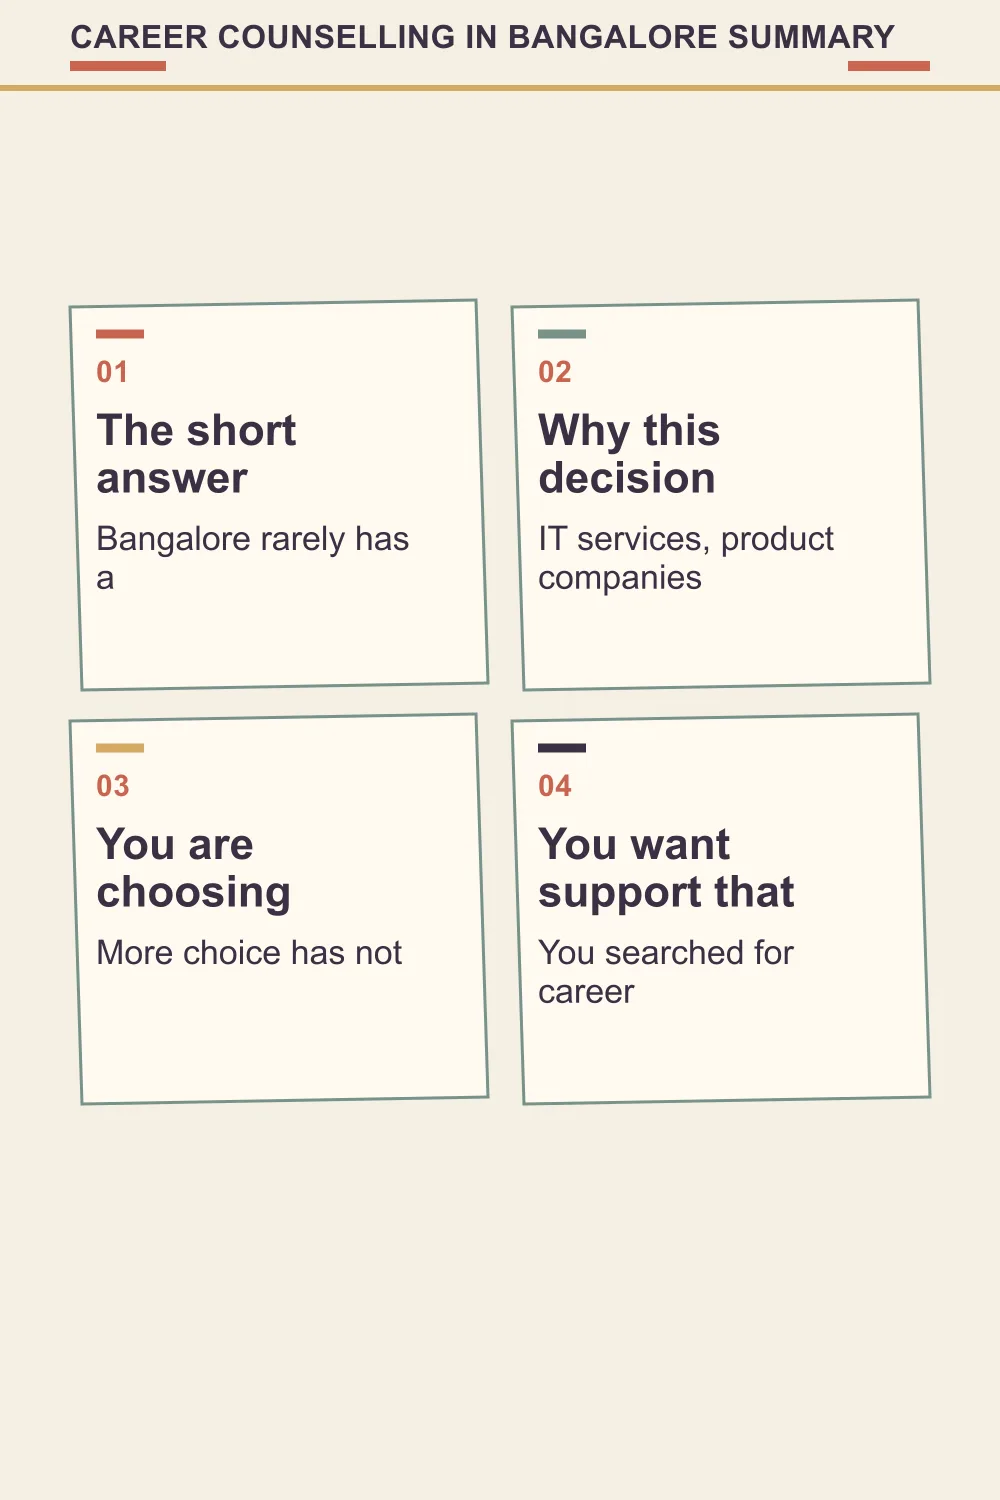 CAREER COUNSELLING IN BANGALORE SUMMARY
01
The short
answer
Bangalore rarely has
a
02
Why this
decision
IT services, product
companies
03
You are
choosing
More choice has not
04
You want
support that
You searched for
career